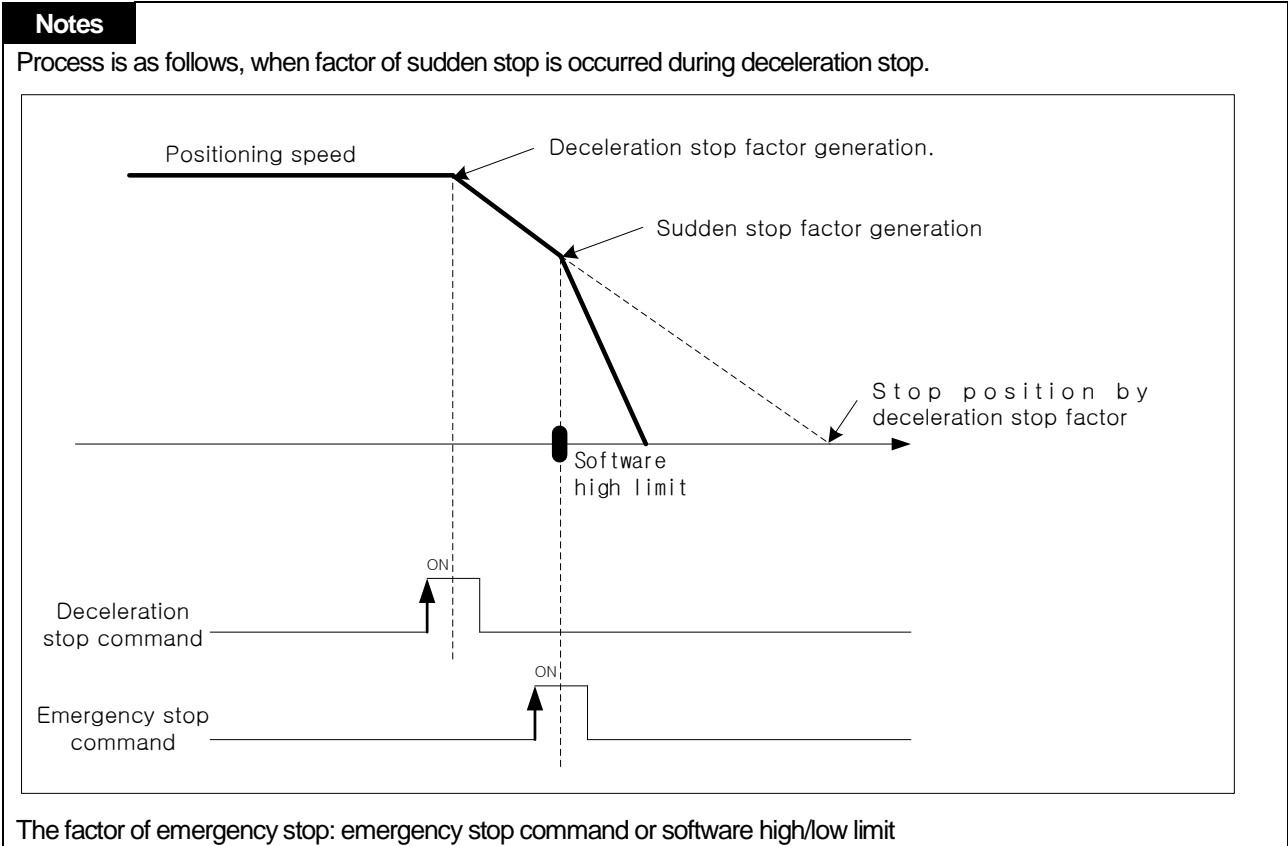 Notes
Process is as follows, when factor of sudden stop is occurred during deceleration stop.
Positioning speed
Deceleration stop factor generation.
Sudden stop factor generation
Stop position by
deceleration stop factor
Software
high limit
ON
Deceleration
stop command
ON
Emergency stop
command
The factor of emergency stop: emergency stop command or software high/low limit